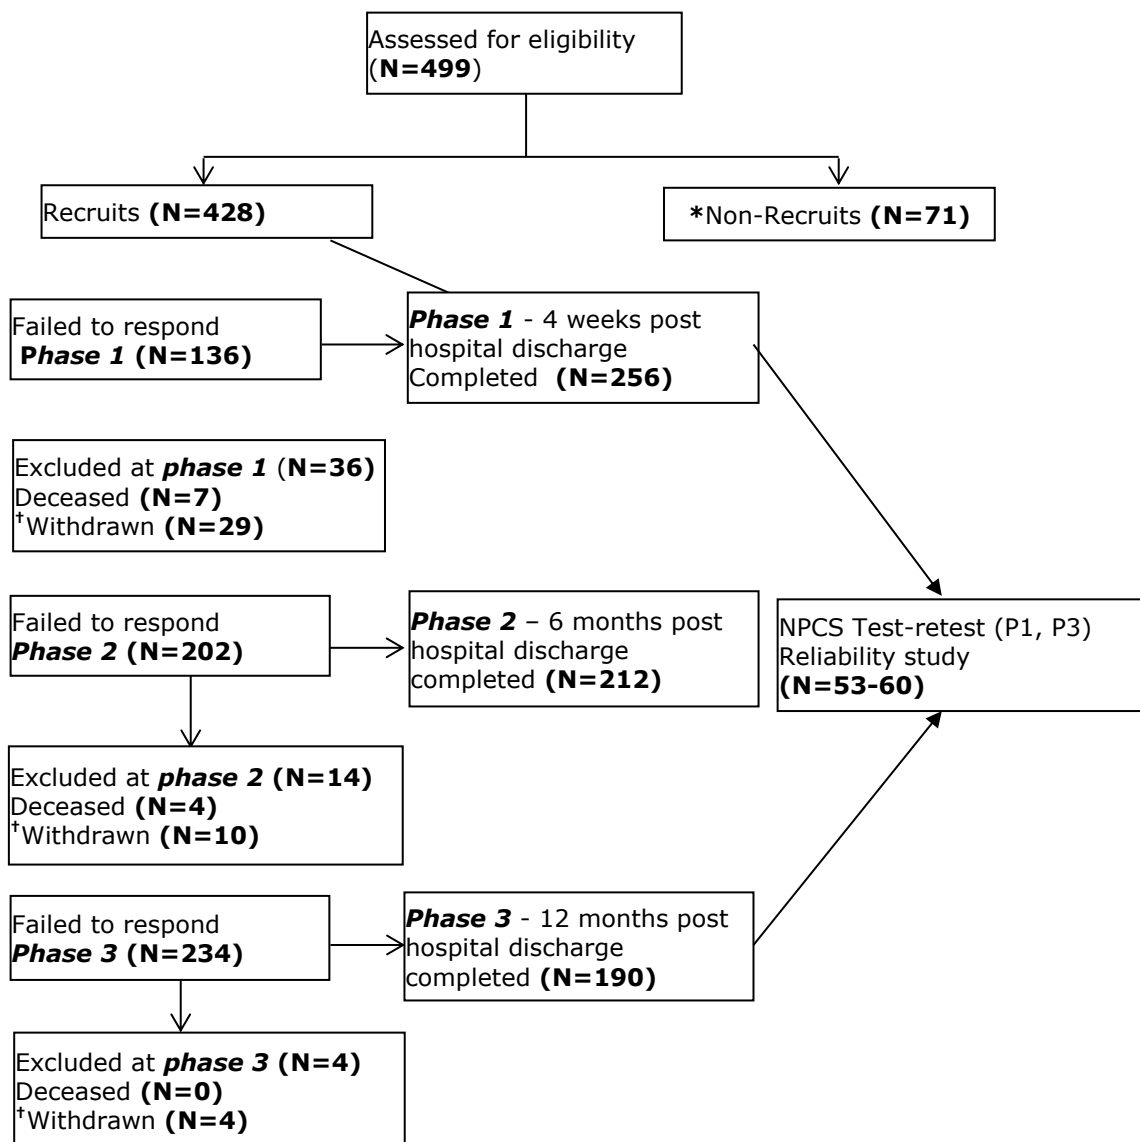 Assessed for eligibility
(N=499)
Recruits (N=428)
*Non-Recruits (N=71)
Failed to respond
Phase 1 (N=136)
Phase 1 - 4 weeks post
hospital discharge
Completed (N=256)
Excluded at phase 1 (N=36)
Deceased (N=7)
†Withdrawn (N=29)
Failed to respond
Phase 2 (N=202)
Phase 2 – 6 months post
hospital discharge
completed (N=212)
NPCS Test-retest (P1, P3)
Reliability study
(N=53-60)
Excluded at phase 2 (N=14)
Deceased (N=4)
†Withdrawn (N=10)
Failed to respond
Phase 3 (N=234)
Phase 3 - 12 months post
hospital discharge
completed (N=190)
Excluded at phase 3 (N=4)
Deceased (N=0)
†Withdrawn (N=4)